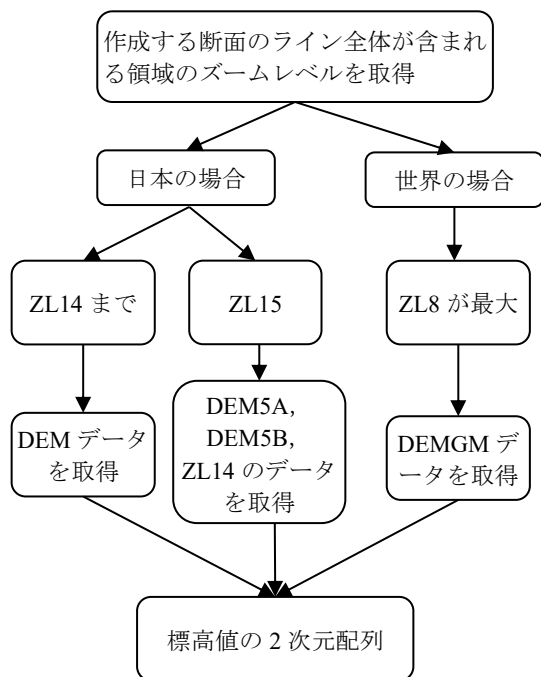 作成する断面のライン全体が含まれ
る領域のズームレベルを取得
日本の場合
世界の場合
ZL14 まで
ZL15
ZL8 が最大
DEM データ
を取得
DEM5A,
DEM5B,
ZL14 のデータ
を取得
DEMGM デ
ータを取得
標高値の 2 次元配列